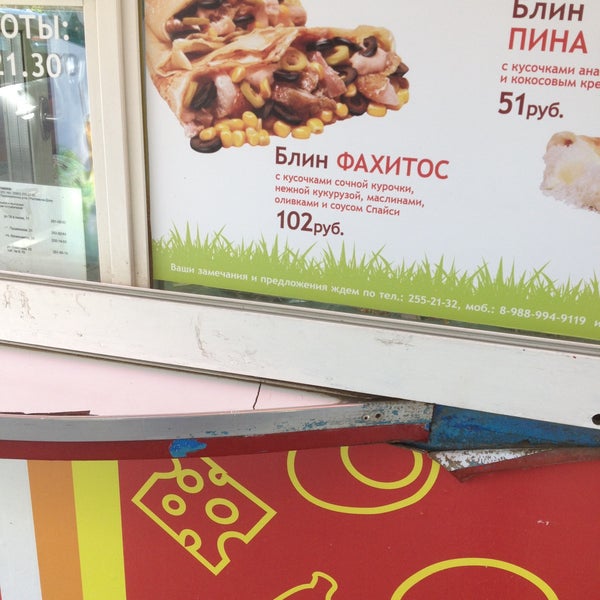 ОТЫ:
21.30
Блин ФАХИТОС
с кусочками сочной курочки,
нежной кукурузой, маслинами,
оливками и соусом Спайси
102руб.
Блин
ПИНА
с кусочками ана
и кокосовым кре
51руб.
Ваши замечания и предложения ждем по тел.: 255-21-32, моб.: 8-988-994-9119 и